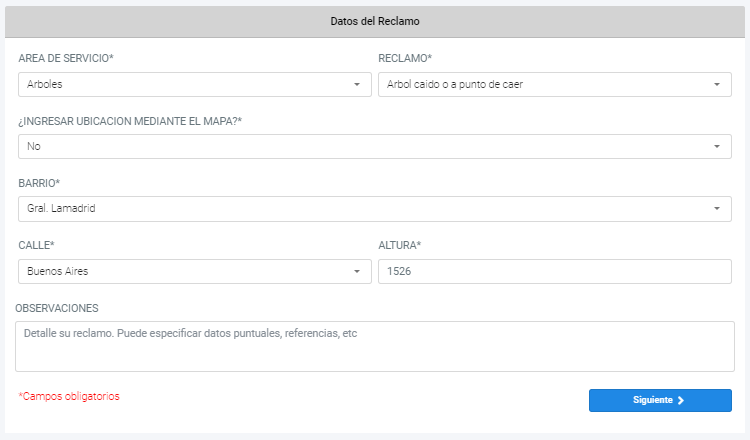 Datos del Reclamo
AREA DE SERVICIO*
RECLAMO*
Arboles
Arbol caido o a punto de caer
¿INGRESAR UBICACION MEDIANTE EL MAPA?*
No
BARRIO*
Gral. Lamadrid
CALLE*
ALTURA*
Buenos Aires
1526
OBSERVACIONES
Detalle su reclamo. Puede especificar datos puntuales, referencias, etc
*Campos obligatorios
Siguiente